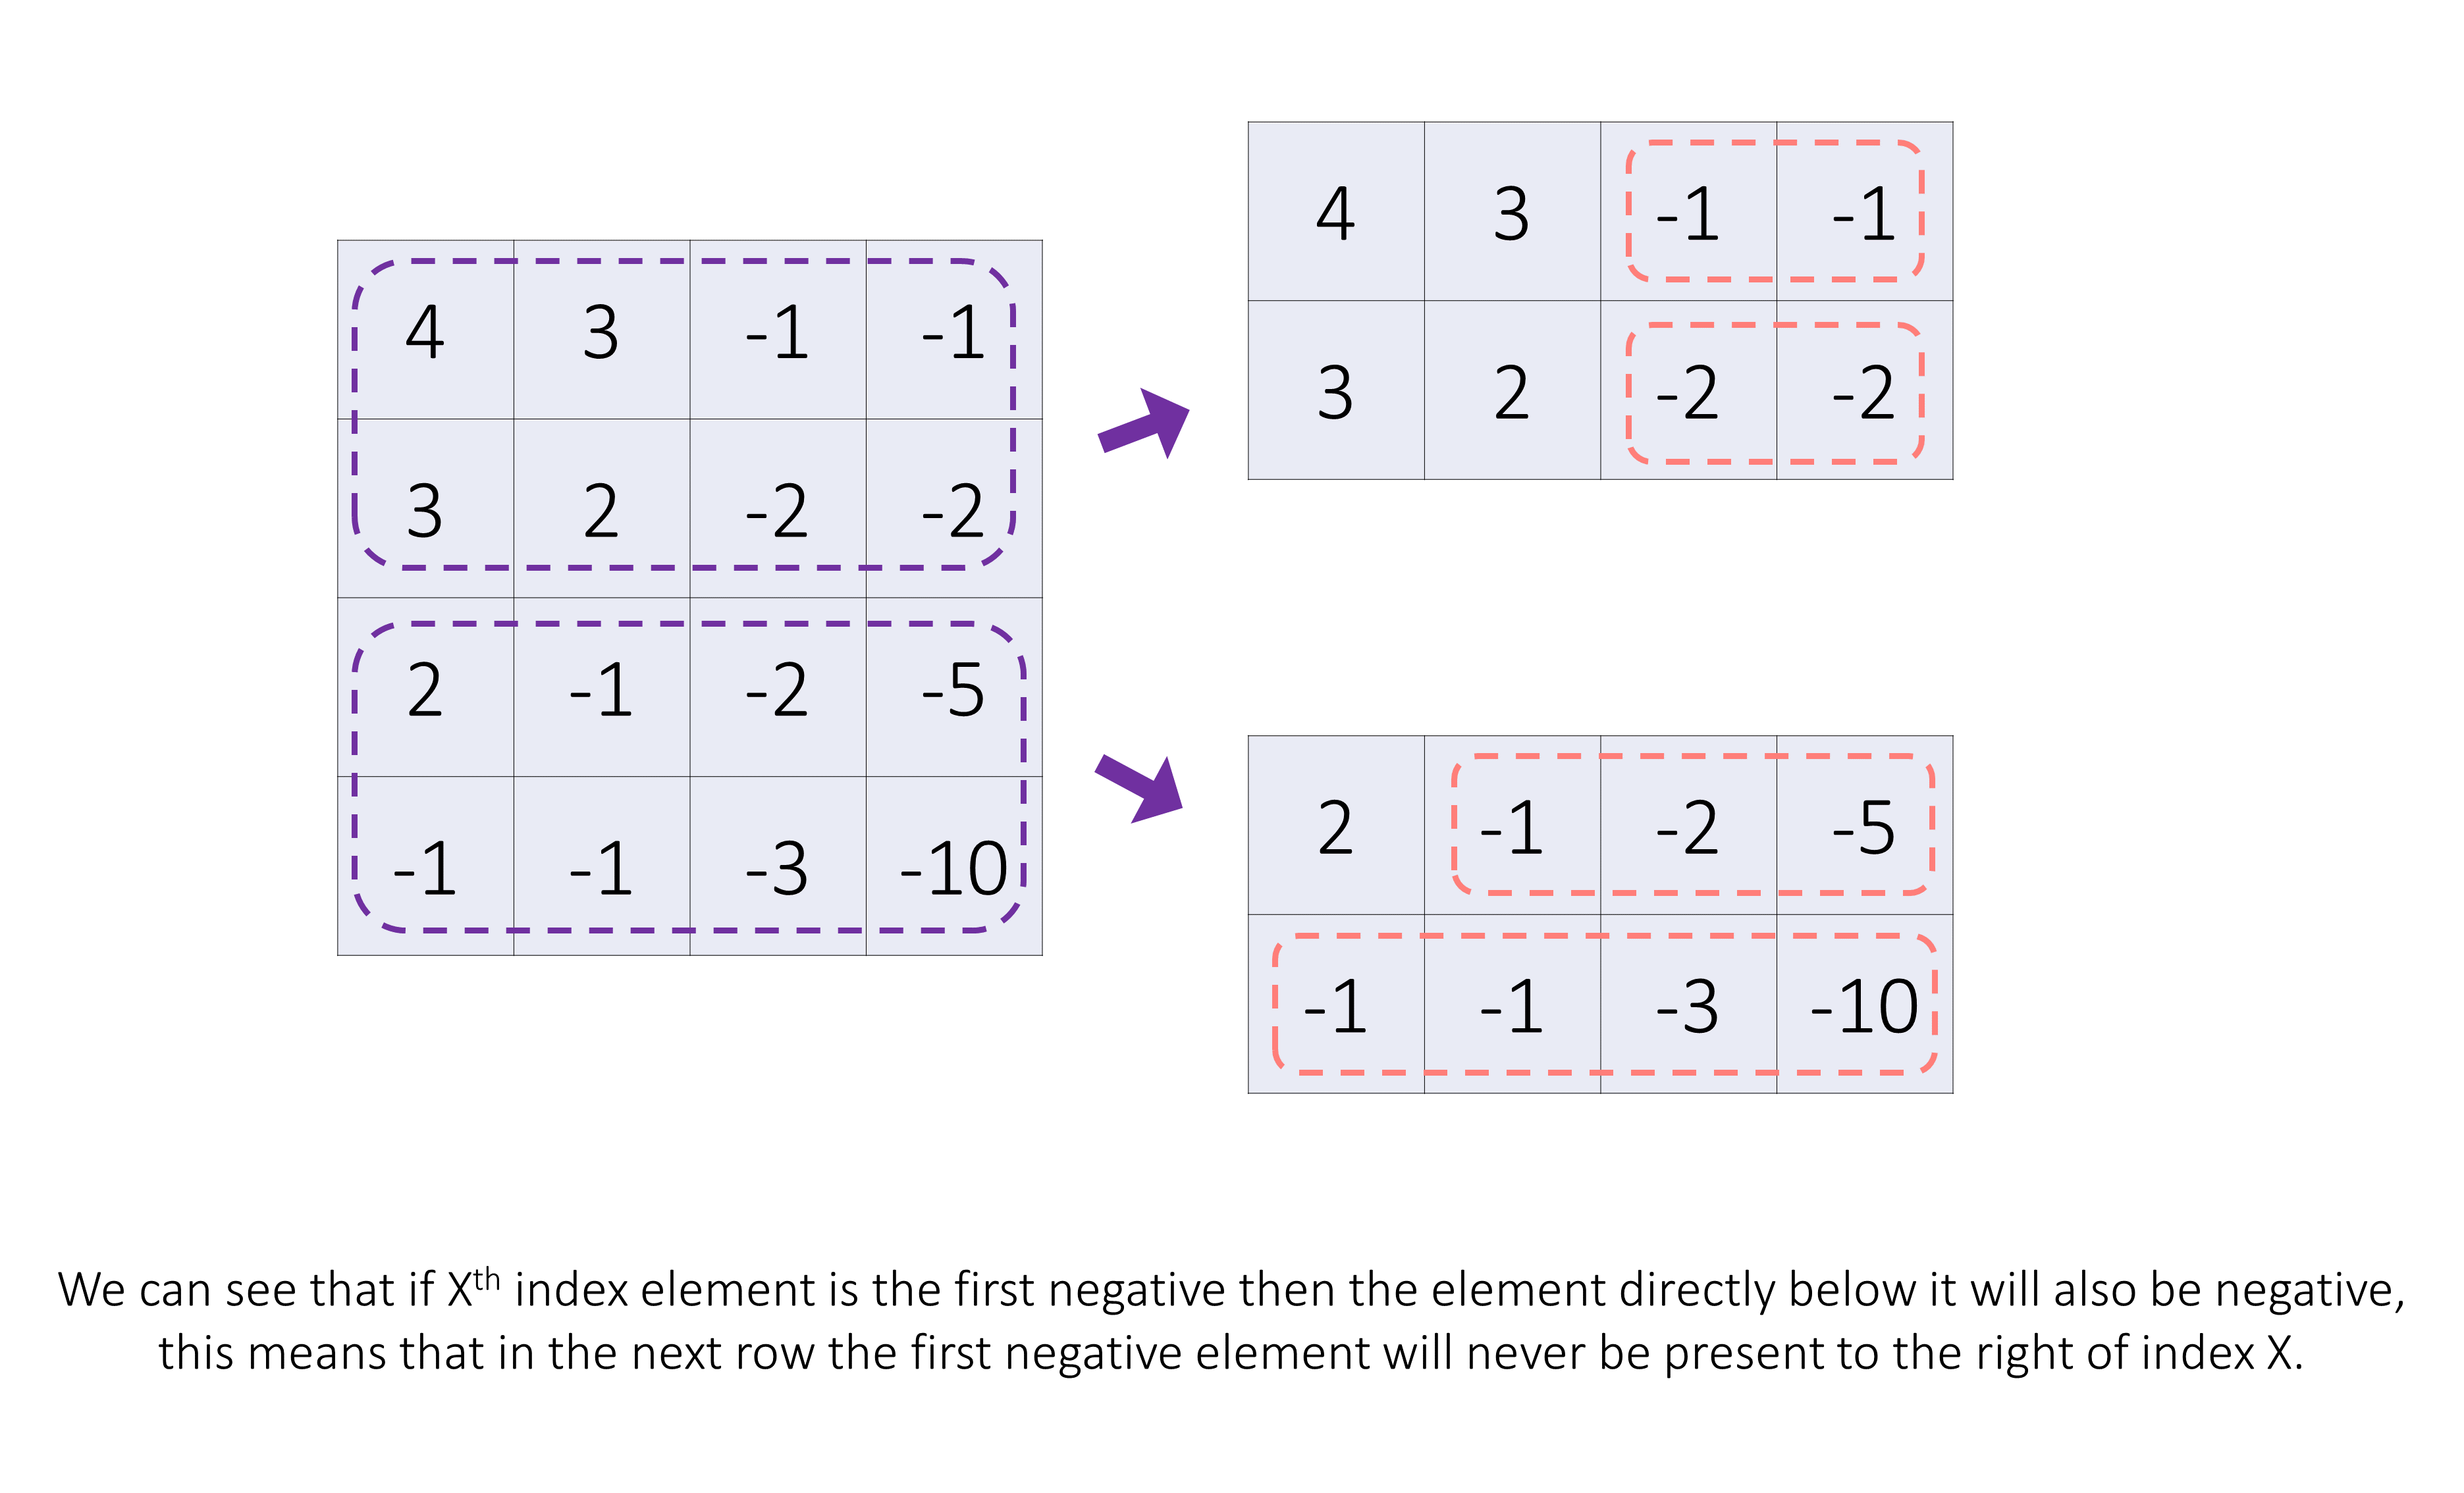 4 3 -1 -1
3 2 -2 -2
2 -1 -2 -5
-1 -1 -3 -10
4 3 -1 -1
3 2 -2 -2
2 -1 -2 -5
-1 -1 -3 -10
We can see that if Xth index element is the first negative then the element directly below it will also be negative,
this means that in the next row the first negative element will never be present to the right of index X.